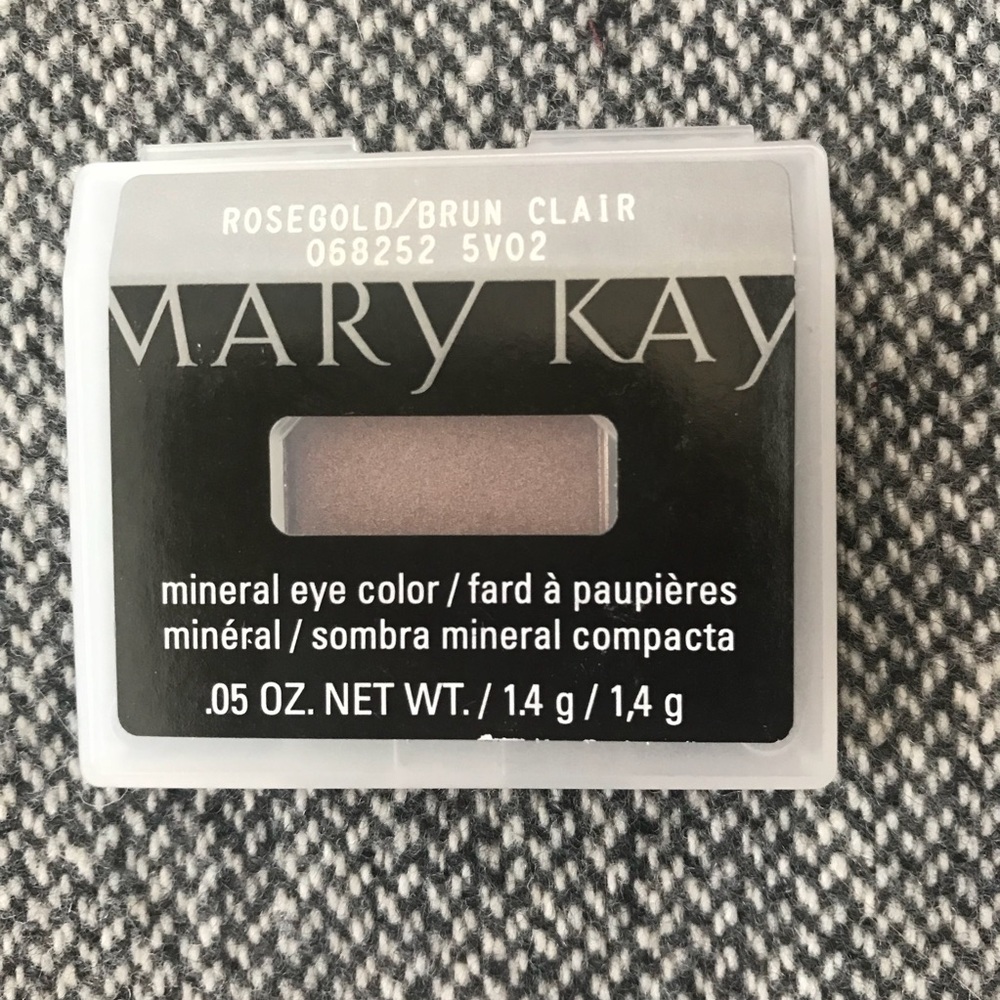 ROSEGOLD/BRUN CLAIR
068252 5V02
MARY KAY
mineral eye color / fard à paupières
minéral / sombra mineral compacta
.05 OZ. NET WT. / 1.4 g / 1,4 g